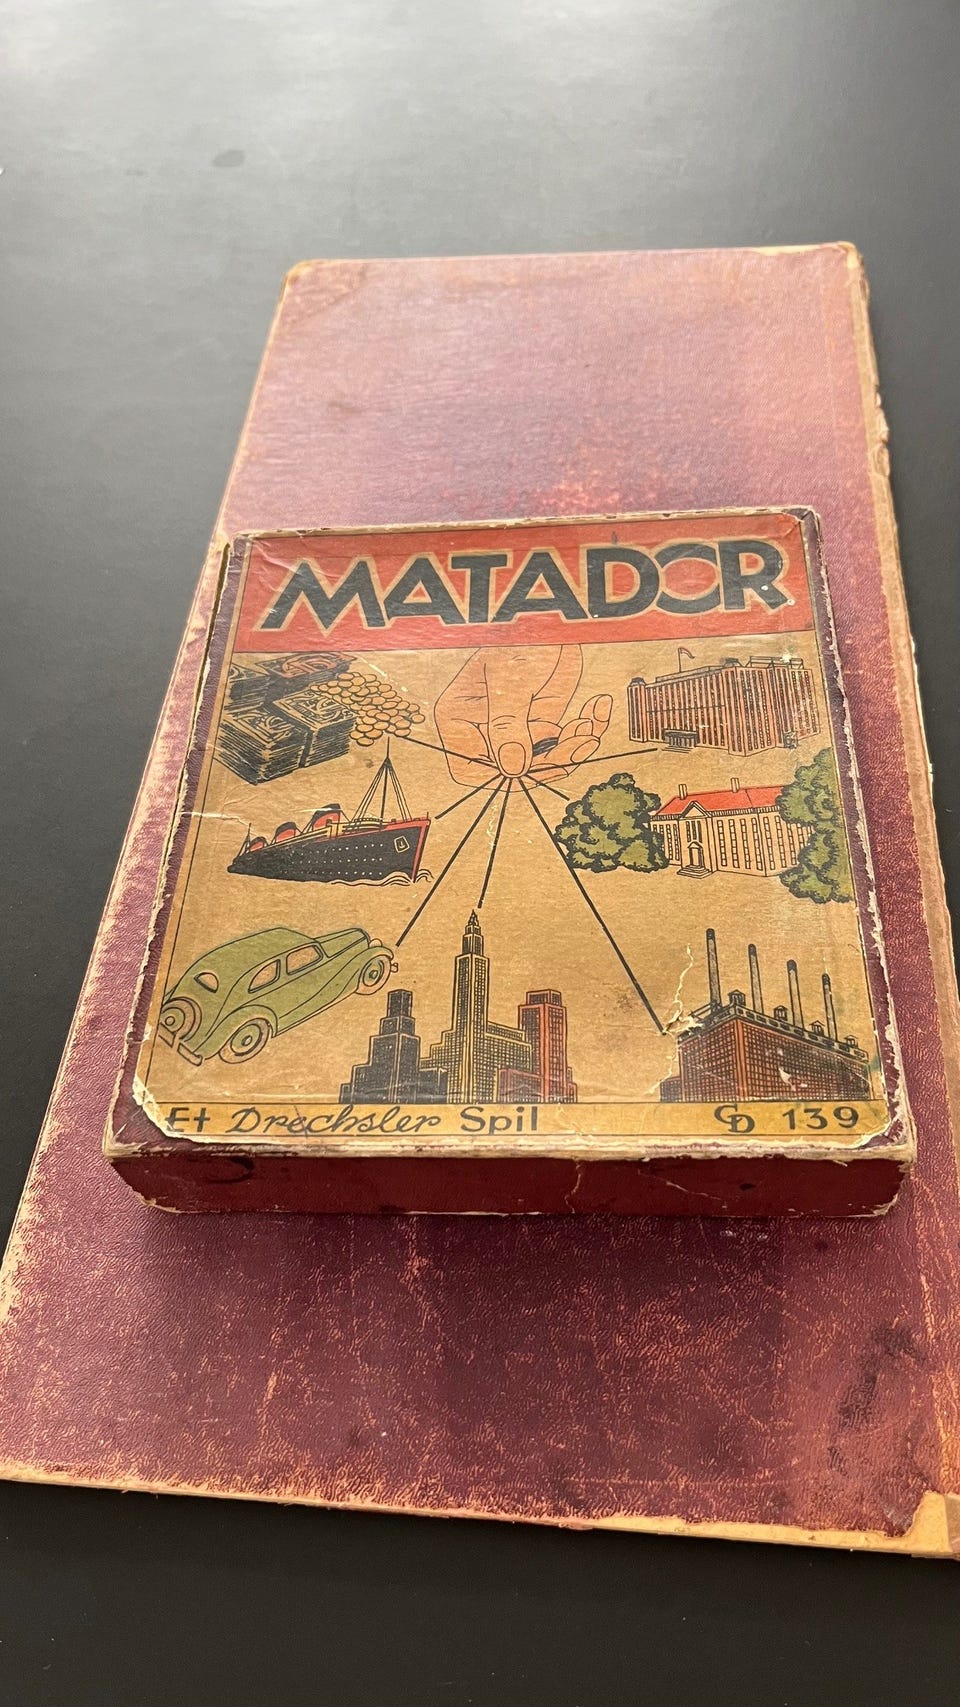 MATADOR
Et Drechsler Spil CD 139